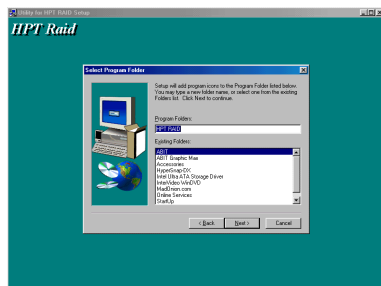 Utility for HPT RAID Setup
HPT Raid
Select Program Folder
Setup will add program icons to the Program Folder listed below.
You may type a new folder name, or select one from the existing
Folders list. Click Next to continue.
Program Folders:
HPT RAID
Existing Folders:
ABIT
ABIT Graphic Max
Accessories
HyperSnap-DX
Intel Ultra ATA Storage Driver
InterVideo WinDVD
MadOnion.com
Online Services
StartUp
< Back
Next >
Cancel